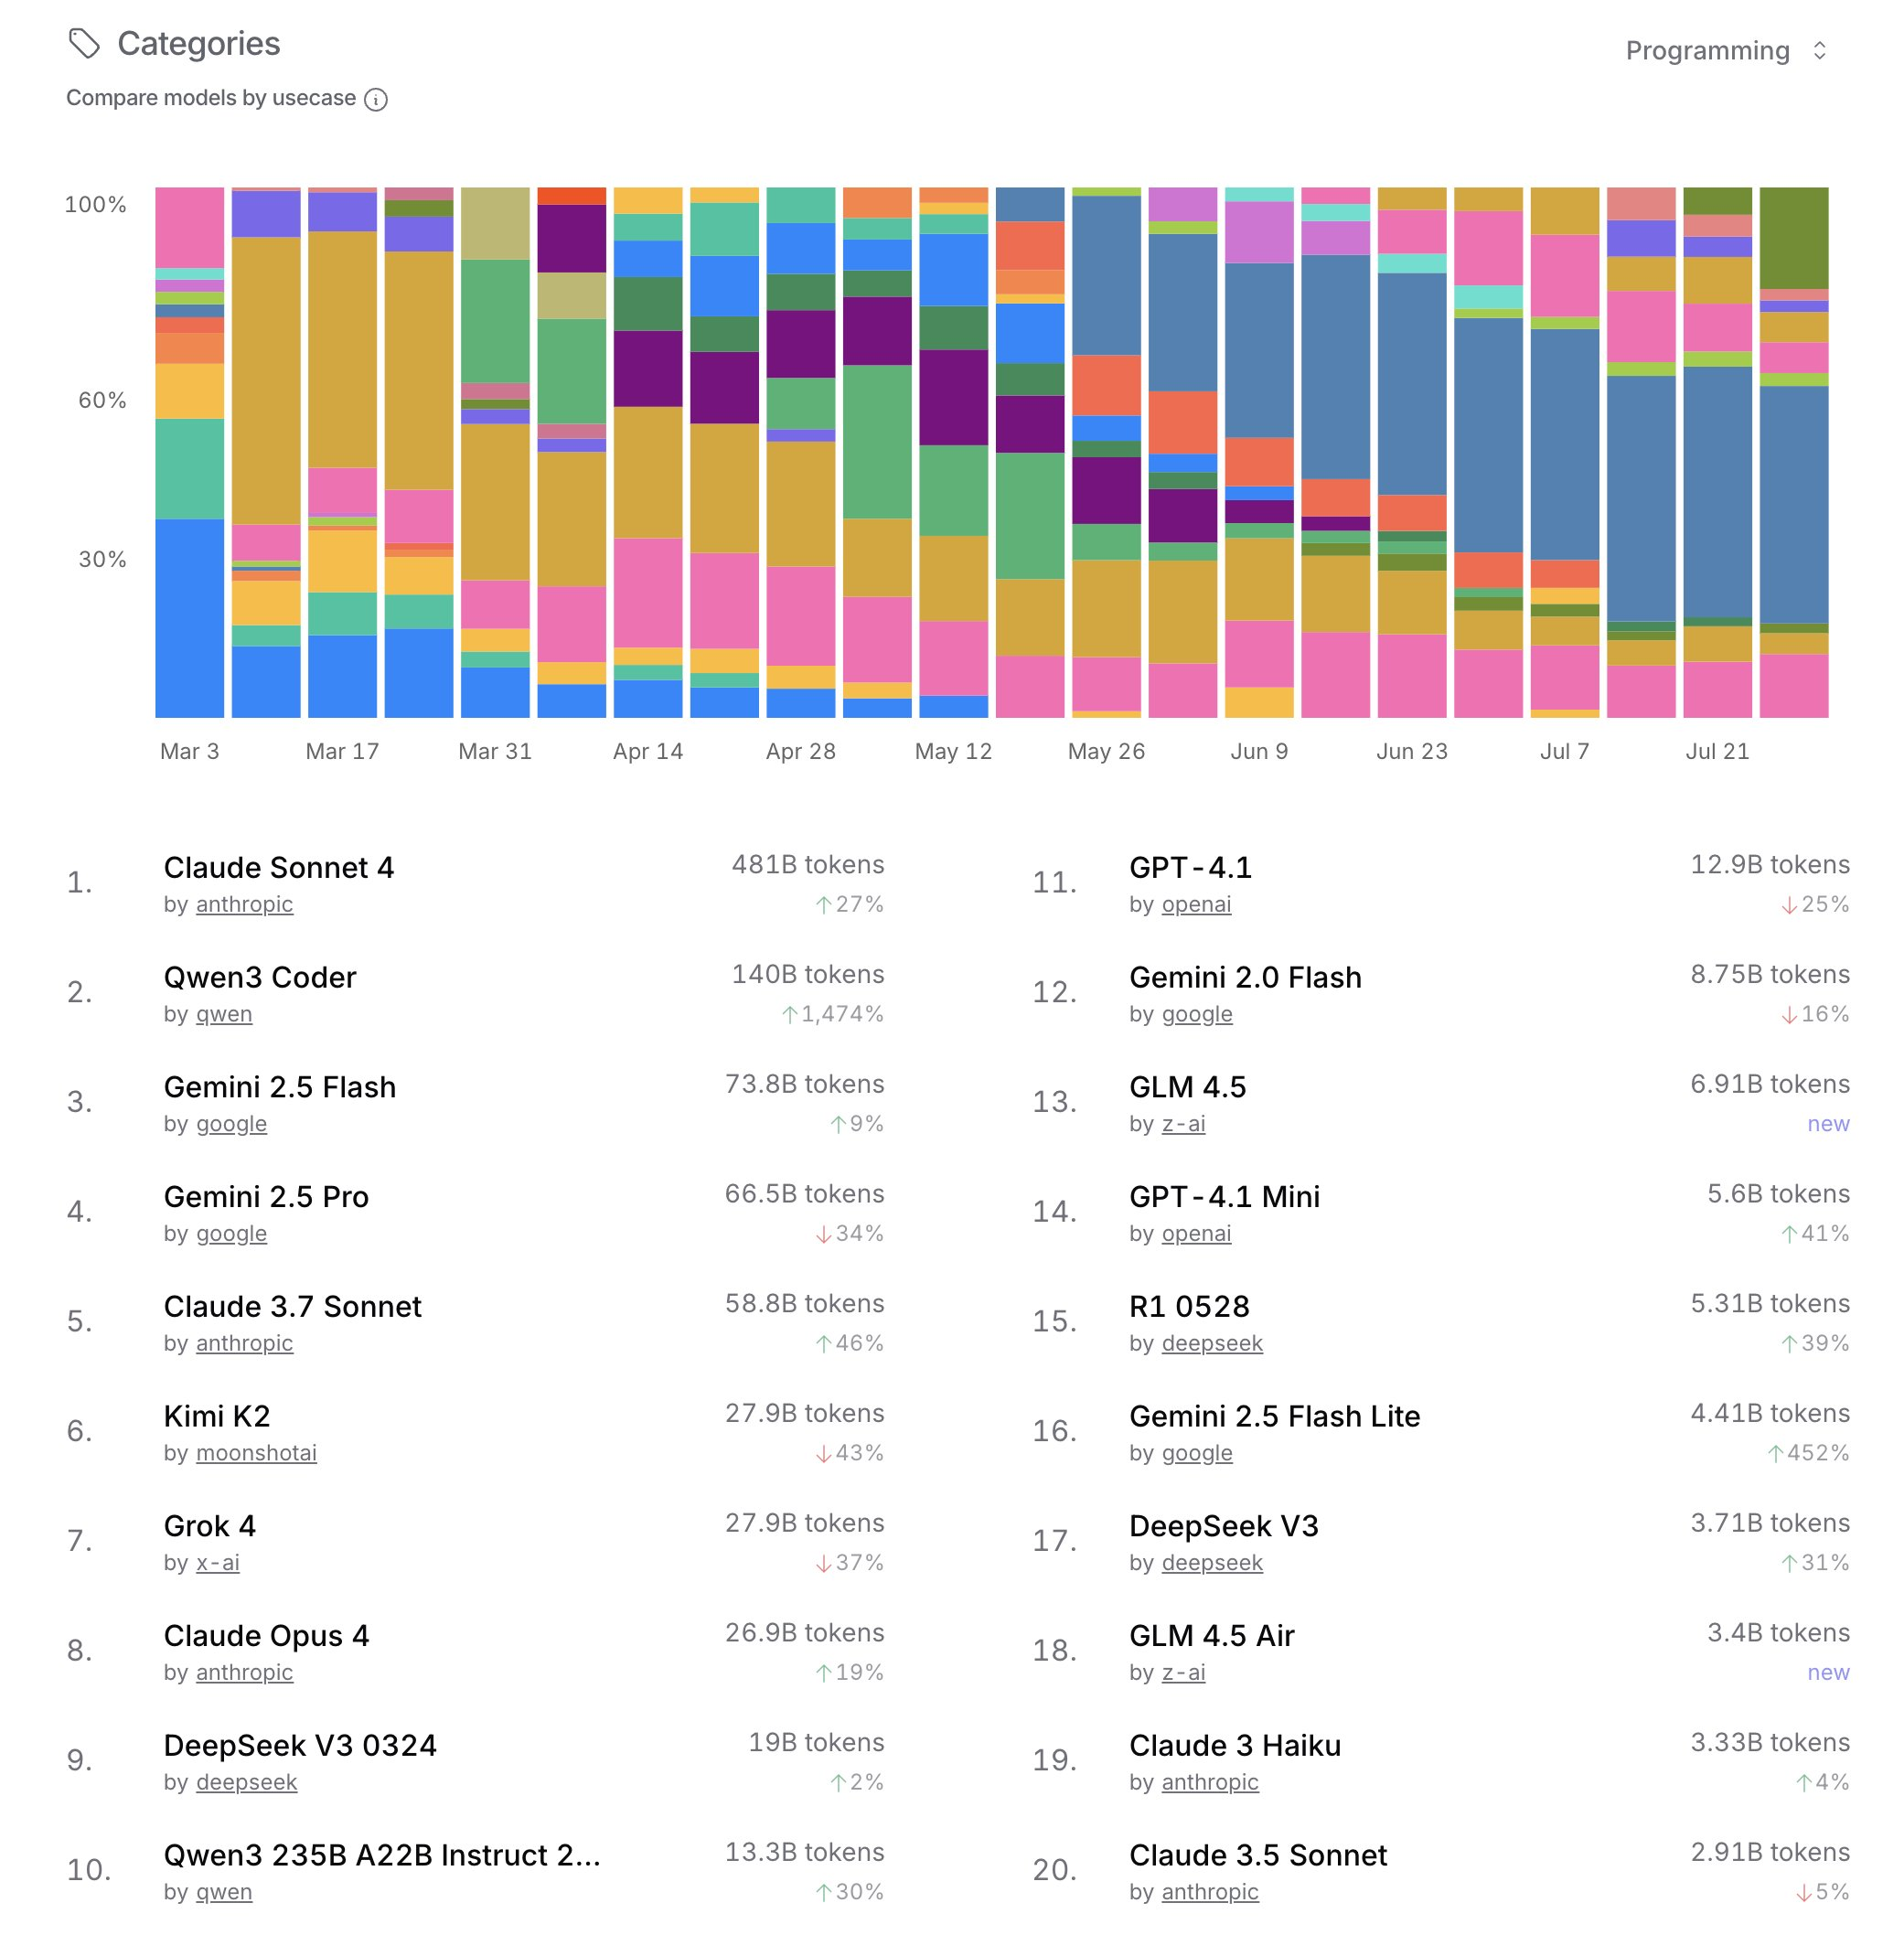 Categories
Programming
Compare models by usecase
100%
60%
30%
Mar 3
Mar 17
Mar 31
Apr 14
Apr 28
May 12
May 26
Jun 9
Jun 23
Jul 7
Jul 21
1.
Claude Sonnet 4
481B tokens
by anthropic
↑27%
2.
Qwen3 Coder
140B tokens
by qwen
↑1,474%
3.
Gemini 2.5 Flash
73.8B tokens
by google
↑9%
4.
Gemini 2.5 Pro
66.5B tokens
by google
↓34%
5.
Claude 3.7 Sonnet
58.8B tokens
by anthropic
↑46%
6.
Kimi K2
27.9B tokens
by moonshotai
↓43%
7.
Grok 4
27.9B tokens
by x-ai
↓37%
8.
Claude Opus 4
26.9B tokens
by anthropic
↑19%
9.
DeepSeek V3 0324
19B tokens
by deepseek
↑2%
10.
Qwen3 235B A22B Instruct 2...
13.3B tokens
by qwen
↑30%
11.
GPT-4.1
12.9B tokens
by openai
↓25%
12.
Gemini 2.0 Flash
8.75B tokens
by google
↓16%
13.
GLM 4.5
6.91B tokens
by z-ai
new
14.
GPT-4.1 Mini
5.6B tokens
by openai
↑41%
15.
R1 0528
5.31B tokens
by deepseek
↑39%
16.
Gemini 2.5 Flash Lite
4.41B tokens
by google
↑452%
17.
DeepSeek V3
3.71B tokens
by deepseek
↑31%
18.
GLM 4.5 Air
3.4B tokens
by z-ai
new
19.
Claude 3 Haiku
3.33B tokens
by anthropic
↑4%
20.
Claude 3.5 Sonnet
2.91B tokens
by anthropic
↓5%